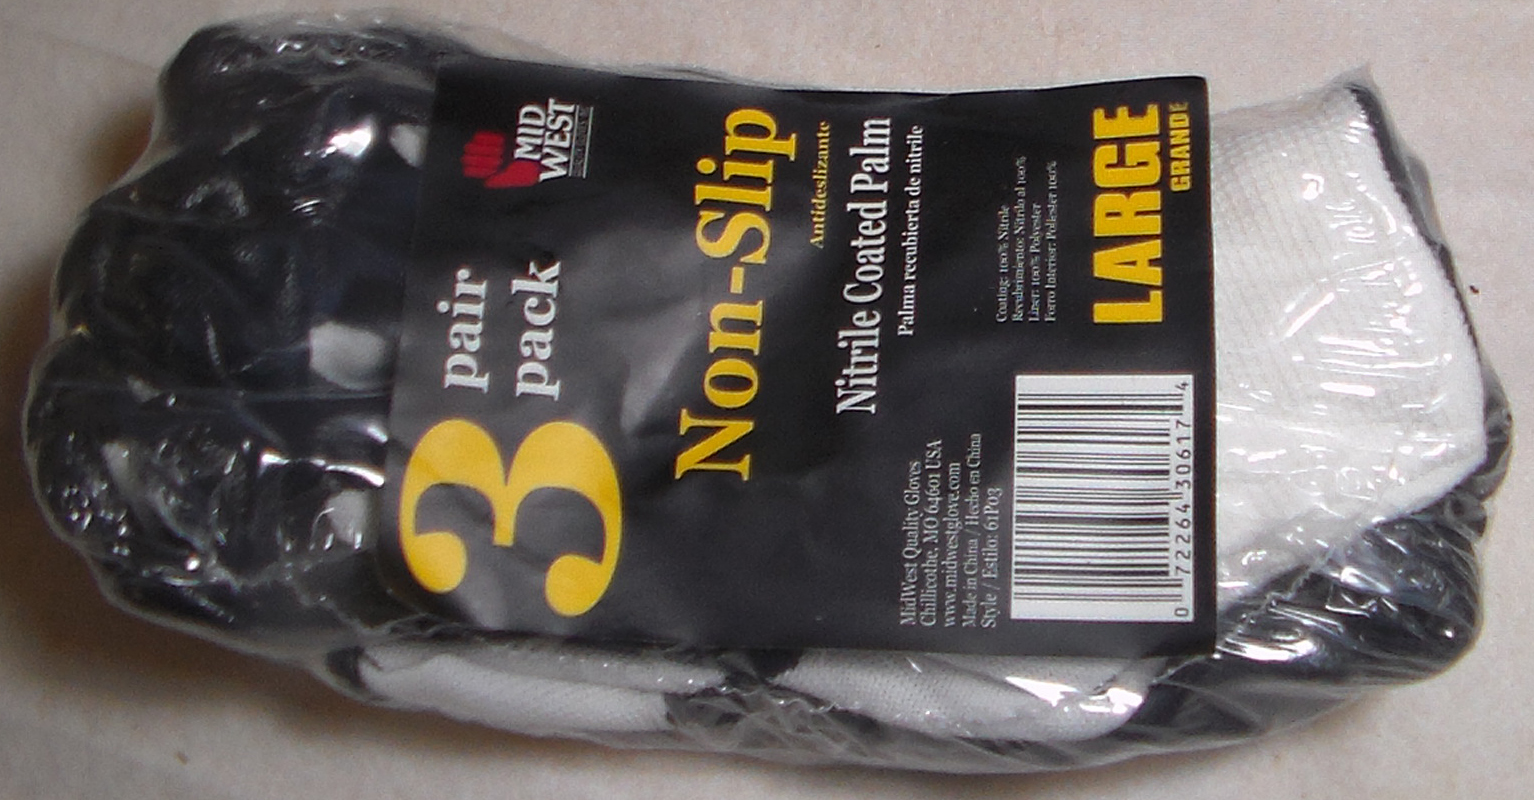 3 pair
pack
MID
WEST
Non-Slip
Antideslizante
Nitrile Coated Palm
Palma recubierta de nitrile
MidWest Quality Gloves
Chillicothe, MO 64601 USA
www.midwestglove.com
Made in China / Hecho en China
Style / Estilo: 61P03
Coating: 100% Nitrile
Recubrimiento: Nitrilo al 100%
Liner: 100% Polyester
Forro Interior: Poliester 100%
LARGE
GRANDE
0 72264 30617 4